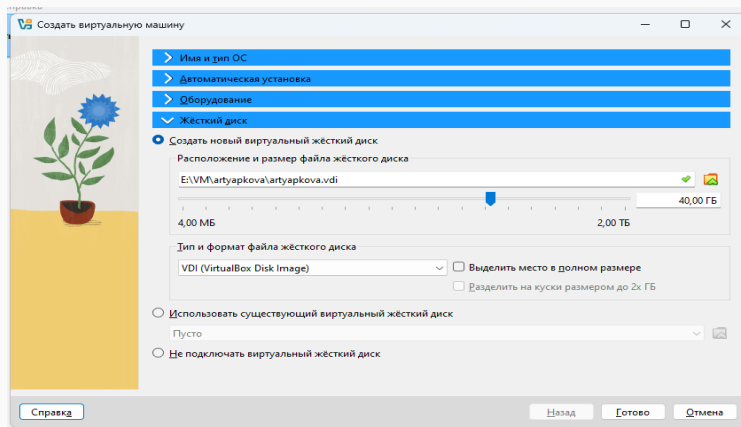 Создать виртуальную машину
Имя и тип ОС
Автоматическая установка
Оборудование
Жёсткий диск
Создать новый виртуальный жёсткий диск
Расположение и размер файла жёсткого диска
E:\VM\artyapkova\artyapkova.vdi
40,00 ГБ
4,00 МБ 2,00 ТБ
Тип и формат файла жёсткого диска
VDI (VirtualBox Disk Image) Выделить место в полном размере
Разделить на куски размером до 2х ГБ
Использовать существующий виртуальный жёсткий диск
Пусто
Не подключать виртуальный жёсткий диск
Справка Назад Готово Отмена